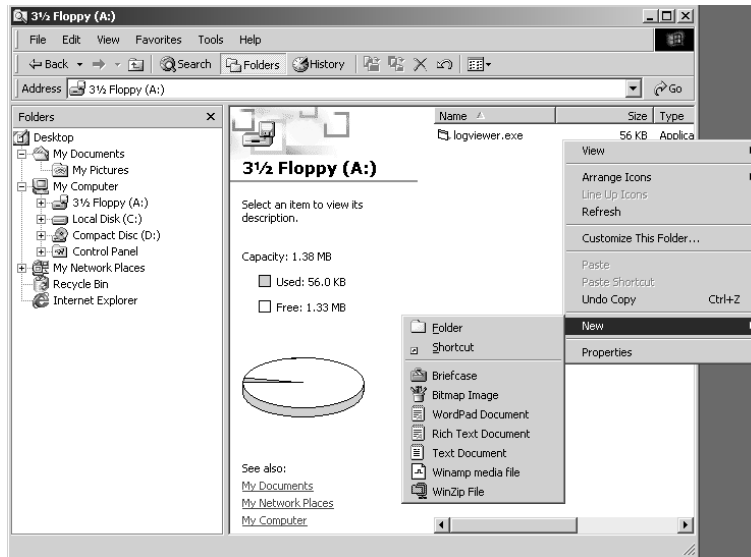 3½ Floppy (A:)
File Edit View Favorites Tools Help
Back Search Folders History
Address 3½ Floppy (A:) Go
Folders
Desktop
My Documents
My Pictures
My Computer
3½ Floppy (A:)
Local Disk (C:)
Compact Disc (D:)
Control Panel
My Network Places
Recycle Bin
Internet Explorer
3½ Floppy (A:)
Select an item to view its
description.
Capacity: 1.38 MB
Used: 56.0 KB
Free: 1.33 MB
See also:
My Documents
My Network Places
My Computer
Name Size Type
logviewer.exe 56 KB Applica
View
Arrange Icons
Line Up Icons
Refresh
Customize This Folder...
Paste
Paste Shortcut
Undo Copy Ctrl+Z
New
Properties
Folder
Shortcut
Briefcase
Bitmap Image
WordPad Document
Rich Text Document
Text Document
Winamp media file
WinZip File